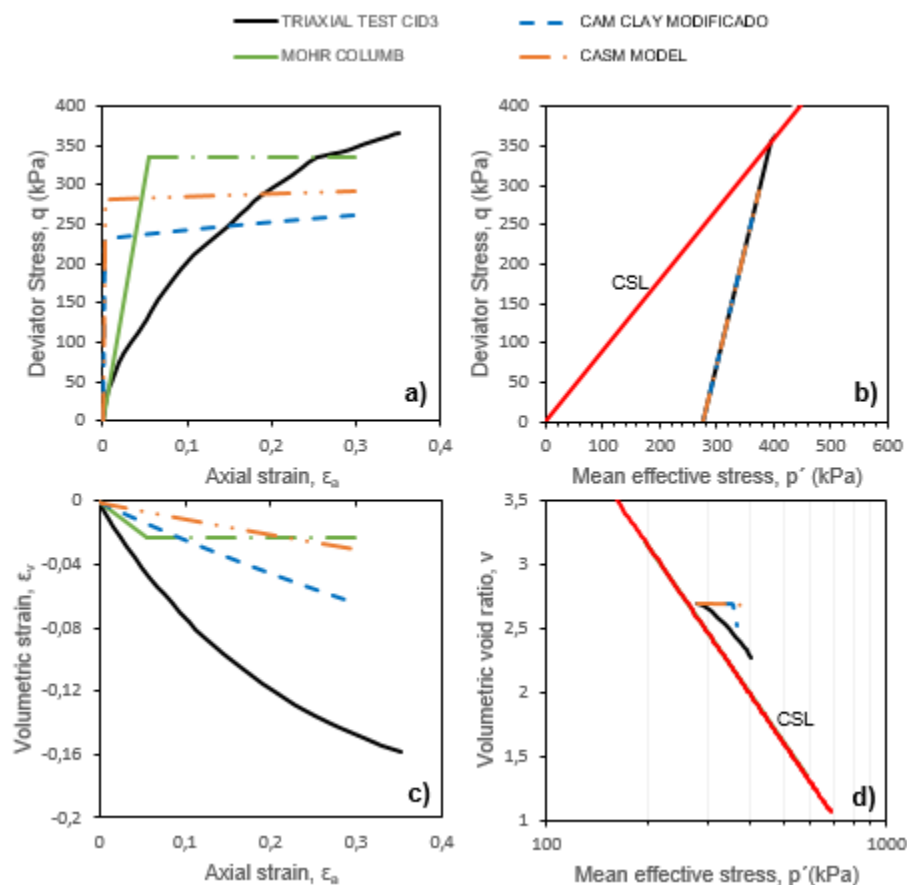 TRIAXIAL TEST CID3
CAM CLAY MODIFICADO
MOHR COLUMB
CASM MODEL
Deviator Stress, q (kPa)
400
350
300
250
200
150
100
50
0
0
0,1
0,2
0,3
0,4
Axial strain, εa
a)
Deviator Stress, q (kPa)
400
350
300
250
200
150
100
50
0
CSL
0
100
200
300
400
500
600
Mean effective stress, p´ (kPa)
b)
Volumetric strain, εv
0
-0,04
-0,08
-0,12
-0,16
-0,2
0
0,1
0,2
0,3
0,4
Axial strain, εa
c)
Volumetric void ratio, v
3,5
3
2,5
2
1,5
1
CSL
100
1000
Mean effective stress, p´(kPa)
d)